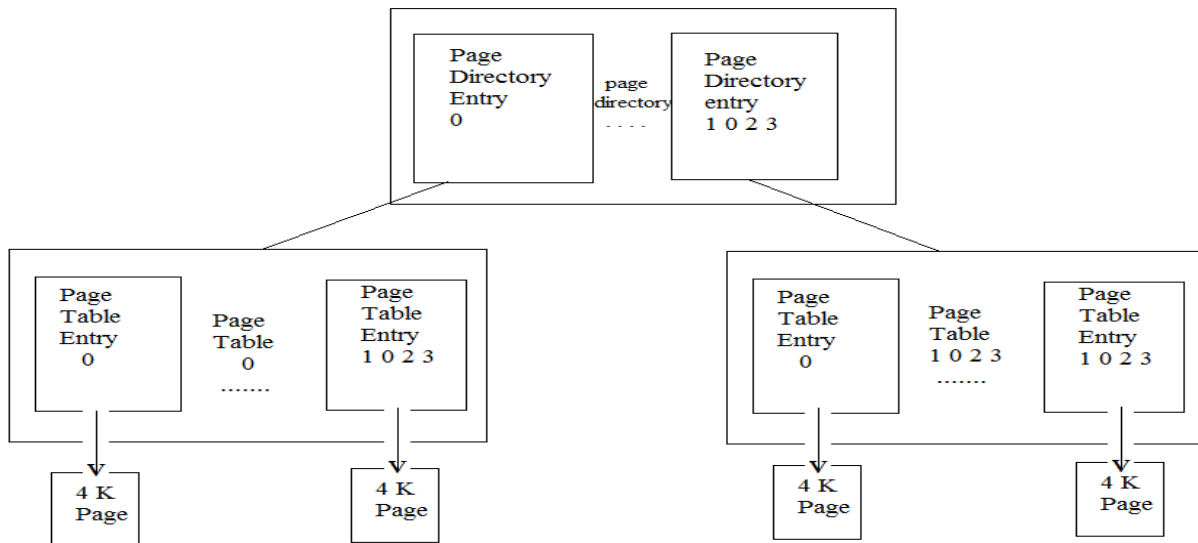 Page
Directory
Entry
0
page
directory
. . . .
Page
Directory
entry
1 0 2 3
Page
Table
Entry
0
Page
Table
0
.......
Page
Table
Entry
1 0 2 3
Page
Table
Entry
0
Page
Table
1 0 2 3
.......
Page
Table
Entry
1 0 2 3
4 K
Page
4 K
Page
4 K
Page
4 K
Page